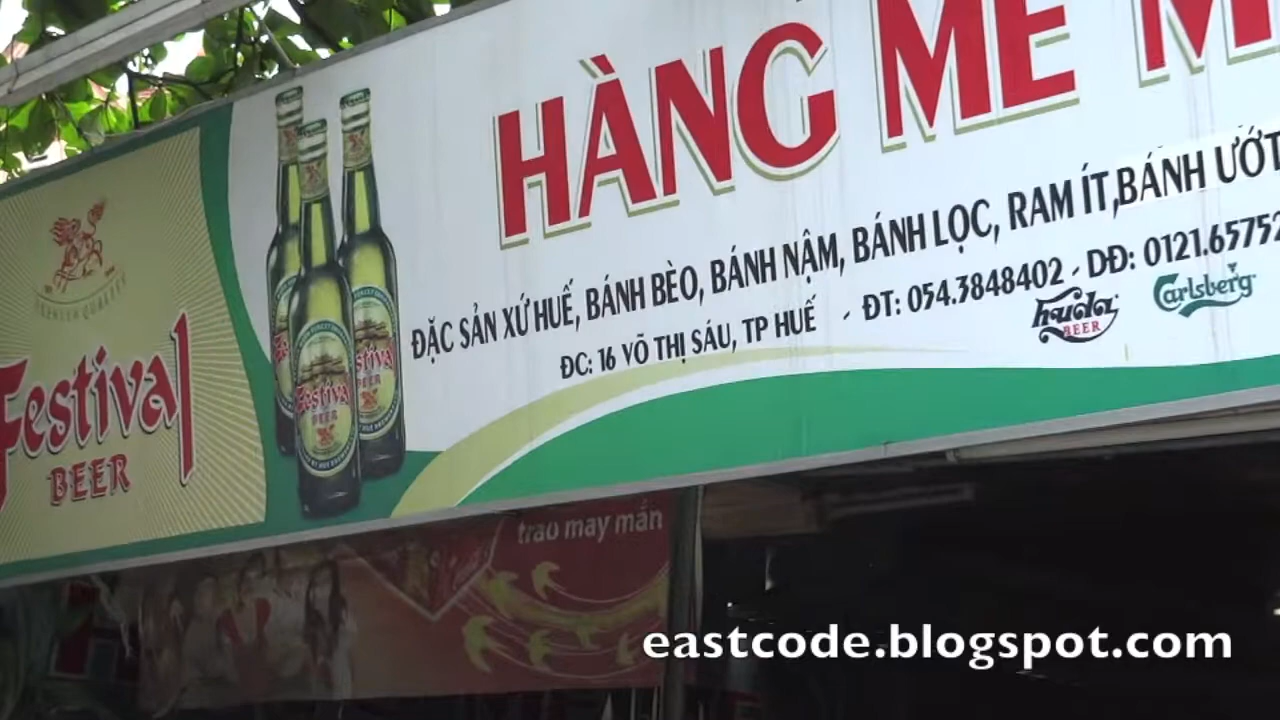 HÀNG ME M
ĐẶC SẢN XỨ HUẾ, BÁNH BÈO, BÁNH NẬM, BÁNH LỌC, RAM ÍT, BÁNH ƯỚT
ĐC: 16 VÕ THỊ SÁU, TP HUẾ - ĐT: 054.3848402 - DĐ: 0121.65752
huda
BEER
Carlsberg
Festival
BEER
Festival
BEER
trao may mắn
eastcode.blogspot.com